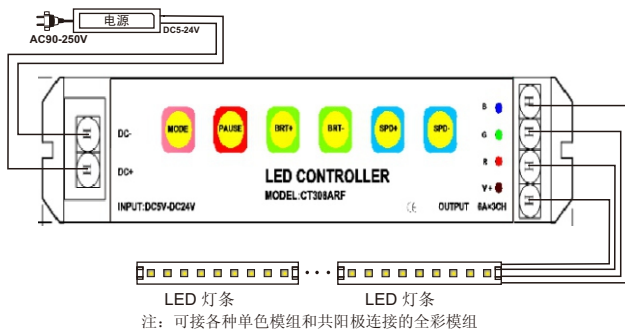 电源
AC90-250V
DC5-24V
MODE
PAUSE
BRT+
BRT-
SPD+
SPD-
B
G
R
V+
DC-
DC+
LED CONTROLLER
MODEL:CT308ARF
INPUT:DC5V-DC24V
CE
OUTPUT 6A×3CH
LED 灯条
LED 灯条
注：可接各种单色模组和共阳极连接的全彩模组